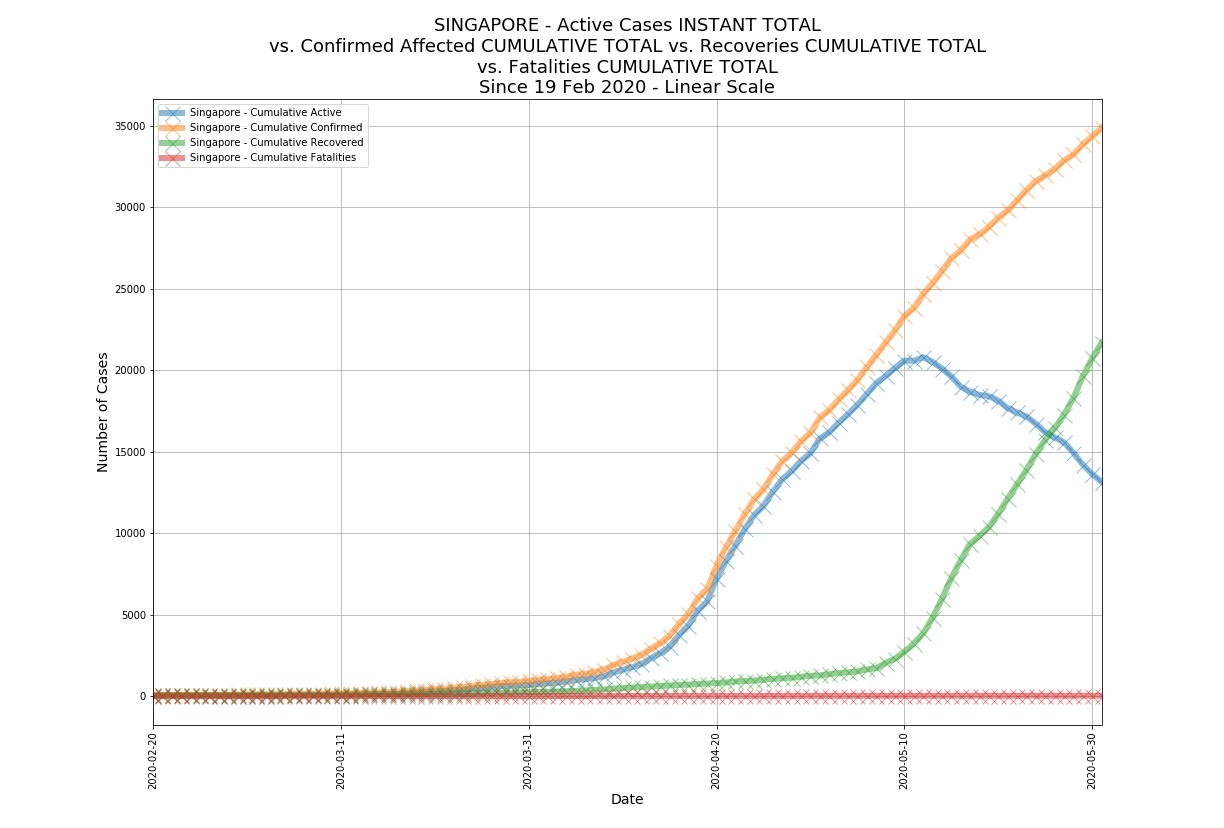 SINGAPORE - Active Cases INSTANT TOTAL
vs. Confirmed Affected CUMULATIVE TOTAL vs. Recoveries CUMULATIVE TOTAL
vs. Fatalities CUMULATIVE TOTAL
Since 19 Feb 2020 - Linear Scale
Singapore - Cumulative Active
Singapore - Cumulative Confirmed
Singapore - Cumulative Recovered
Singapore - Cumulative Fatalities
35000
30000
25000
20000
15000
10000
5000
0
Number of Cases
2020-02-20
2020-03-11
2020-03-31
2020-04-20
2020-05-10
2020-05-30
Date